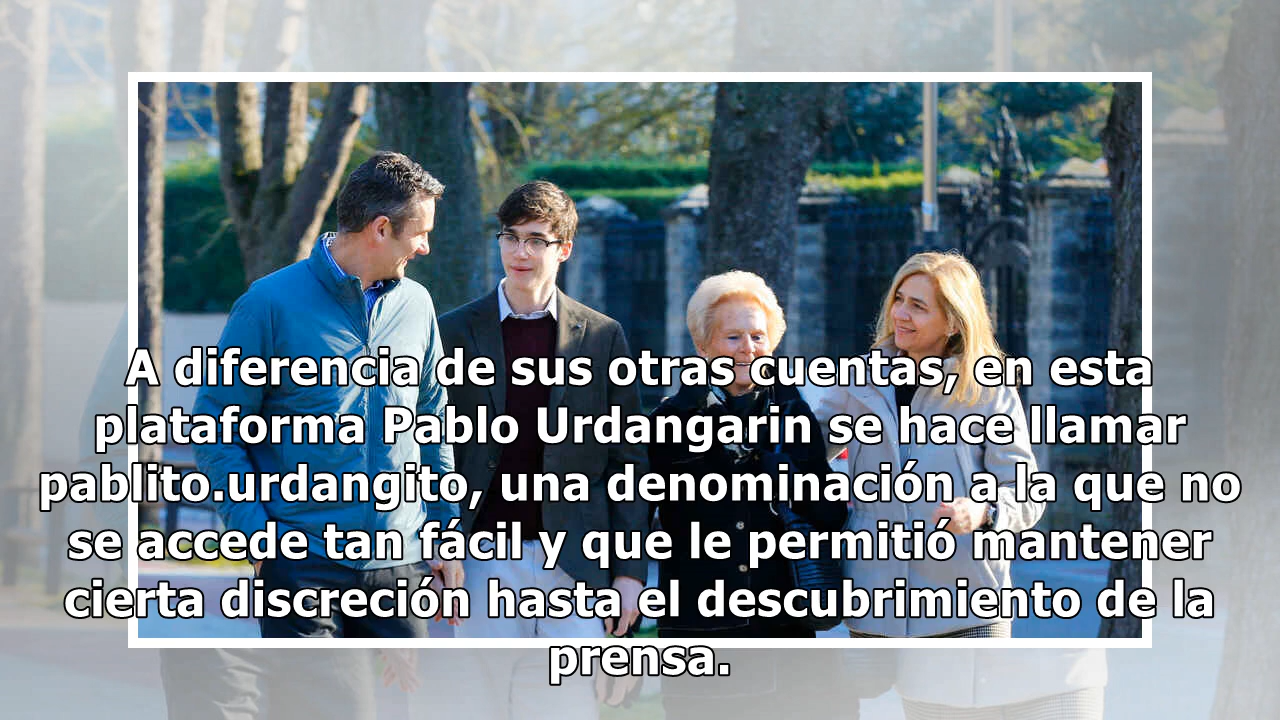 A diferencia de sus otras cuentas, en esta
plataforma Pablo Urdangarin se hace llamar
pablito.urdangito, una denominación a la que no
se accede tan fácil y que le permitió mantener
cierta discreción hasta el descubrimiento de la
prensa.